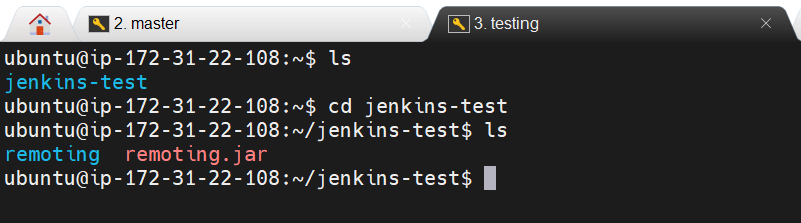 2. master
3. testing
ubuntu@ip-172-31-22-108:~$ ls
jenkins-test
ubuntu@ip-172-31-22-108:~$ cd jenkins-test
ubuntu@ip-172-31-22-108:~/jenkins-test$ ls
remoting  remoting.jar
ubuntu@ip-172-31-22-108:~/jenkins-test$